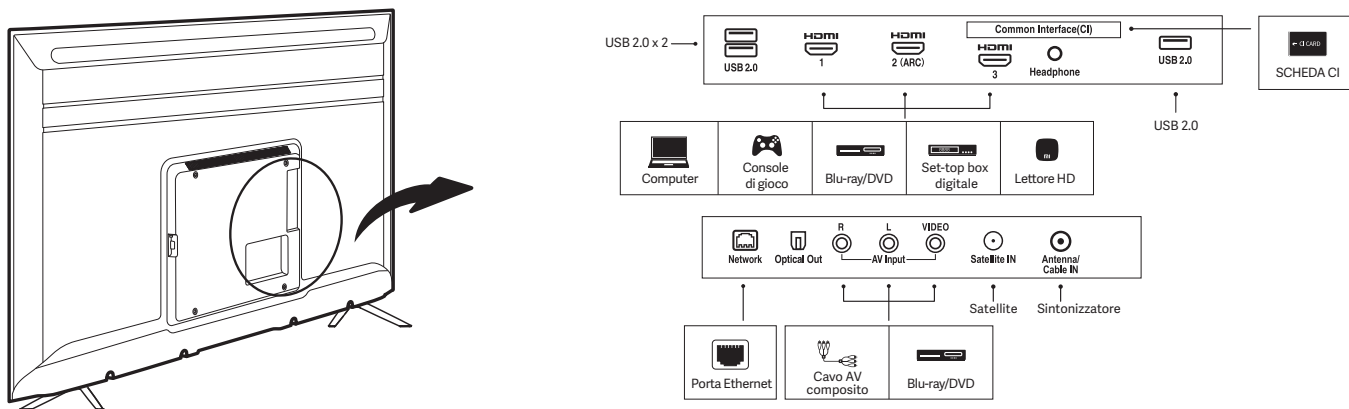 Common Interface(CI)
USB 2.0 x 2
HDMI
HDMI
HDMI
← CI CARD
USB 2.0
1
2 (ARC)
3
Headphone
USB 2.0
SCHEDA CI
USB 2.0
Computer
Console
di gioco
Blu-ray/DVD
Set-top box
digitale
mi
Lettore HD
R
L
VIDEO
Network
Optical Out
AV Input
Satellite IN
Antenna/
Cable IN
Satellite
Sintonizzatore
Porta Ethernet
Cavo AV
composito
Blu-ray/DVD